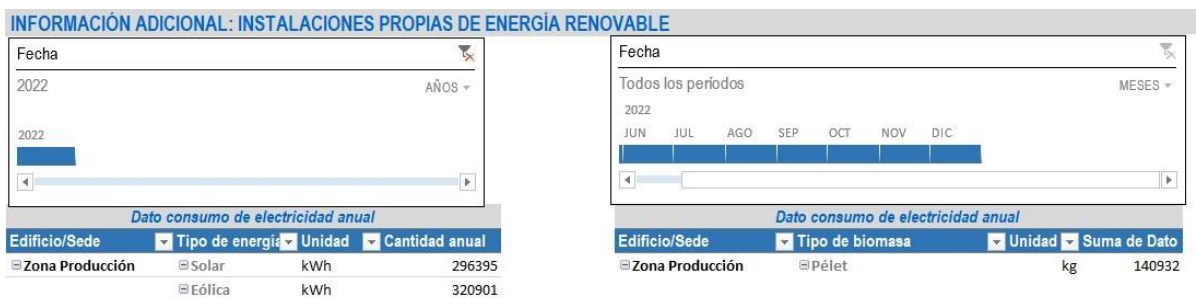 INFORMACIÓN ADICIONAL: INSTALACIONES PROPIAS DE ENERGÍA RENOVABLE
Fecha
2022
AÑOS
2022
Dato consumo de electricidad anual
Edificio/Sede Tipo de energía Unidad Cantidad anual
Zona Producción Solar kWh 296395
Eólica kWh 320901
Fecha
Todos los períodos
MESES
2022
JUN JUL AGO SEP OCT NOV DIC
Dato consumo de electricidad anual
Edificio/Sede Tipo de biomasa Unidad Suma de Dato
Zona Producción Pélet kg 140932